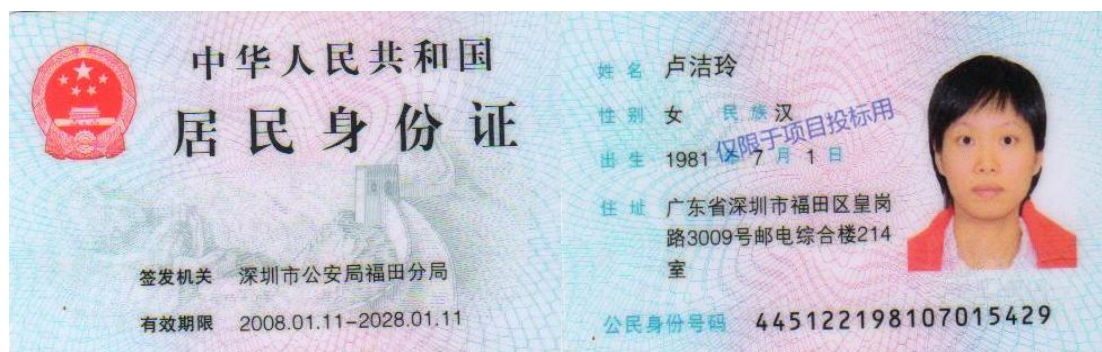 中华人民共和国
居民身份证
签发机关 深圳市公安局福田分局
有效期限 2008.01.11-2028.01.11
姓名 卢洁玲
性别 女 民族 汉
仅限于项目投标用
出生 1981 年 7 月 1 日
住址 广东省深圳市福田区皇岗
路3009号邮电综合楼214
室
公民身份号码 445122198107015429